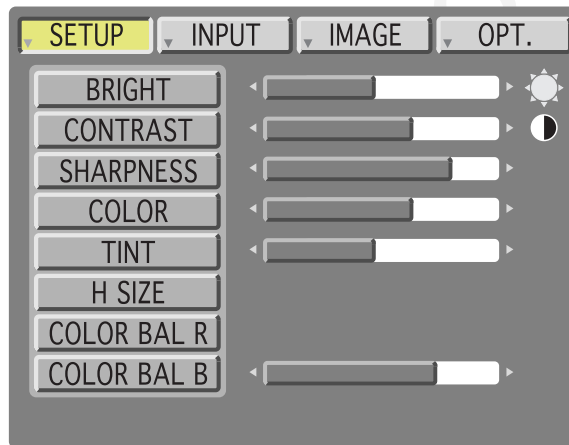 SETUP INPUT IMAGE OPT.
BRIGHT
CONTRAST
SHARPNESS
COLOR
TINT
H SIZE
COLOR BAL R
COLOR BAL B